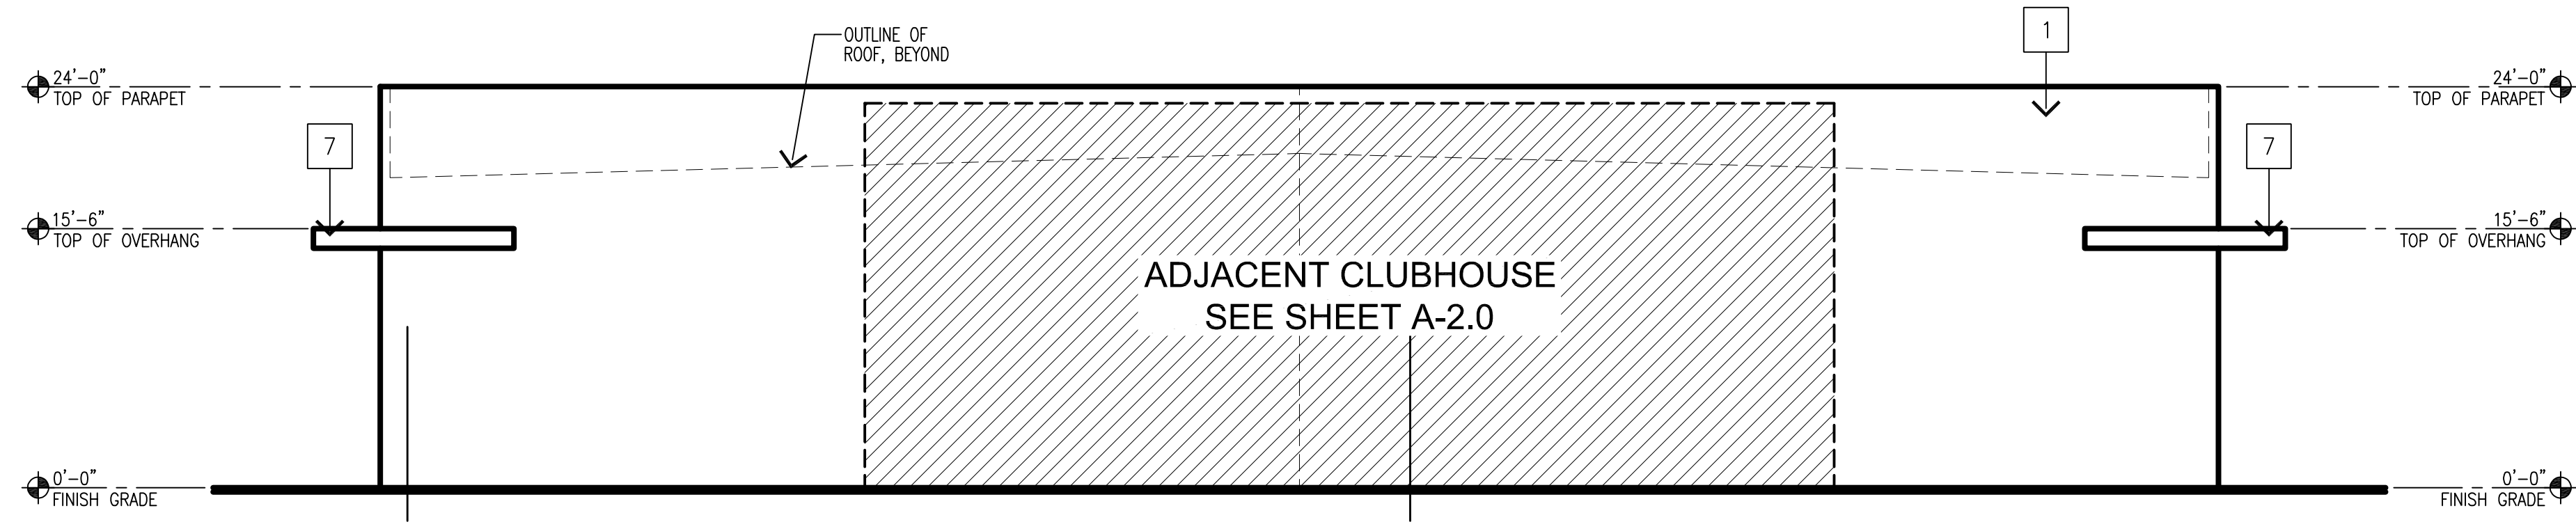 OUTLINE OF
ROOF, BEYOND
1
24'-0"
TOP OF PARAPET
24'-0"
TOP OF PARAPET
7
7
15'-6"
TOP OF OVERHANG
15'-6"
TOP OF OVERHANG
ADJACENT CLUBHOUSE
SEE SHEET A-2.0
0'-0"
FINISH GRADE
0'-0"
FINISH GRADE